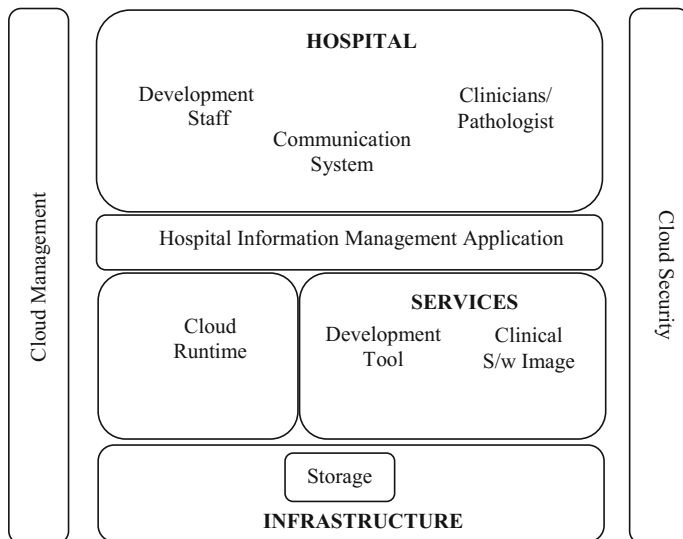 Cloud Management
HOSPITAL
Development
Staff
Communication
System
Clinicians/
Pathologist
Hospital Information Management Application
Cloud
Runtime
SERVICES
Development
Tool
Clinical
S/w Image
Storage
INFRASTRUCTURE
Cloud Security